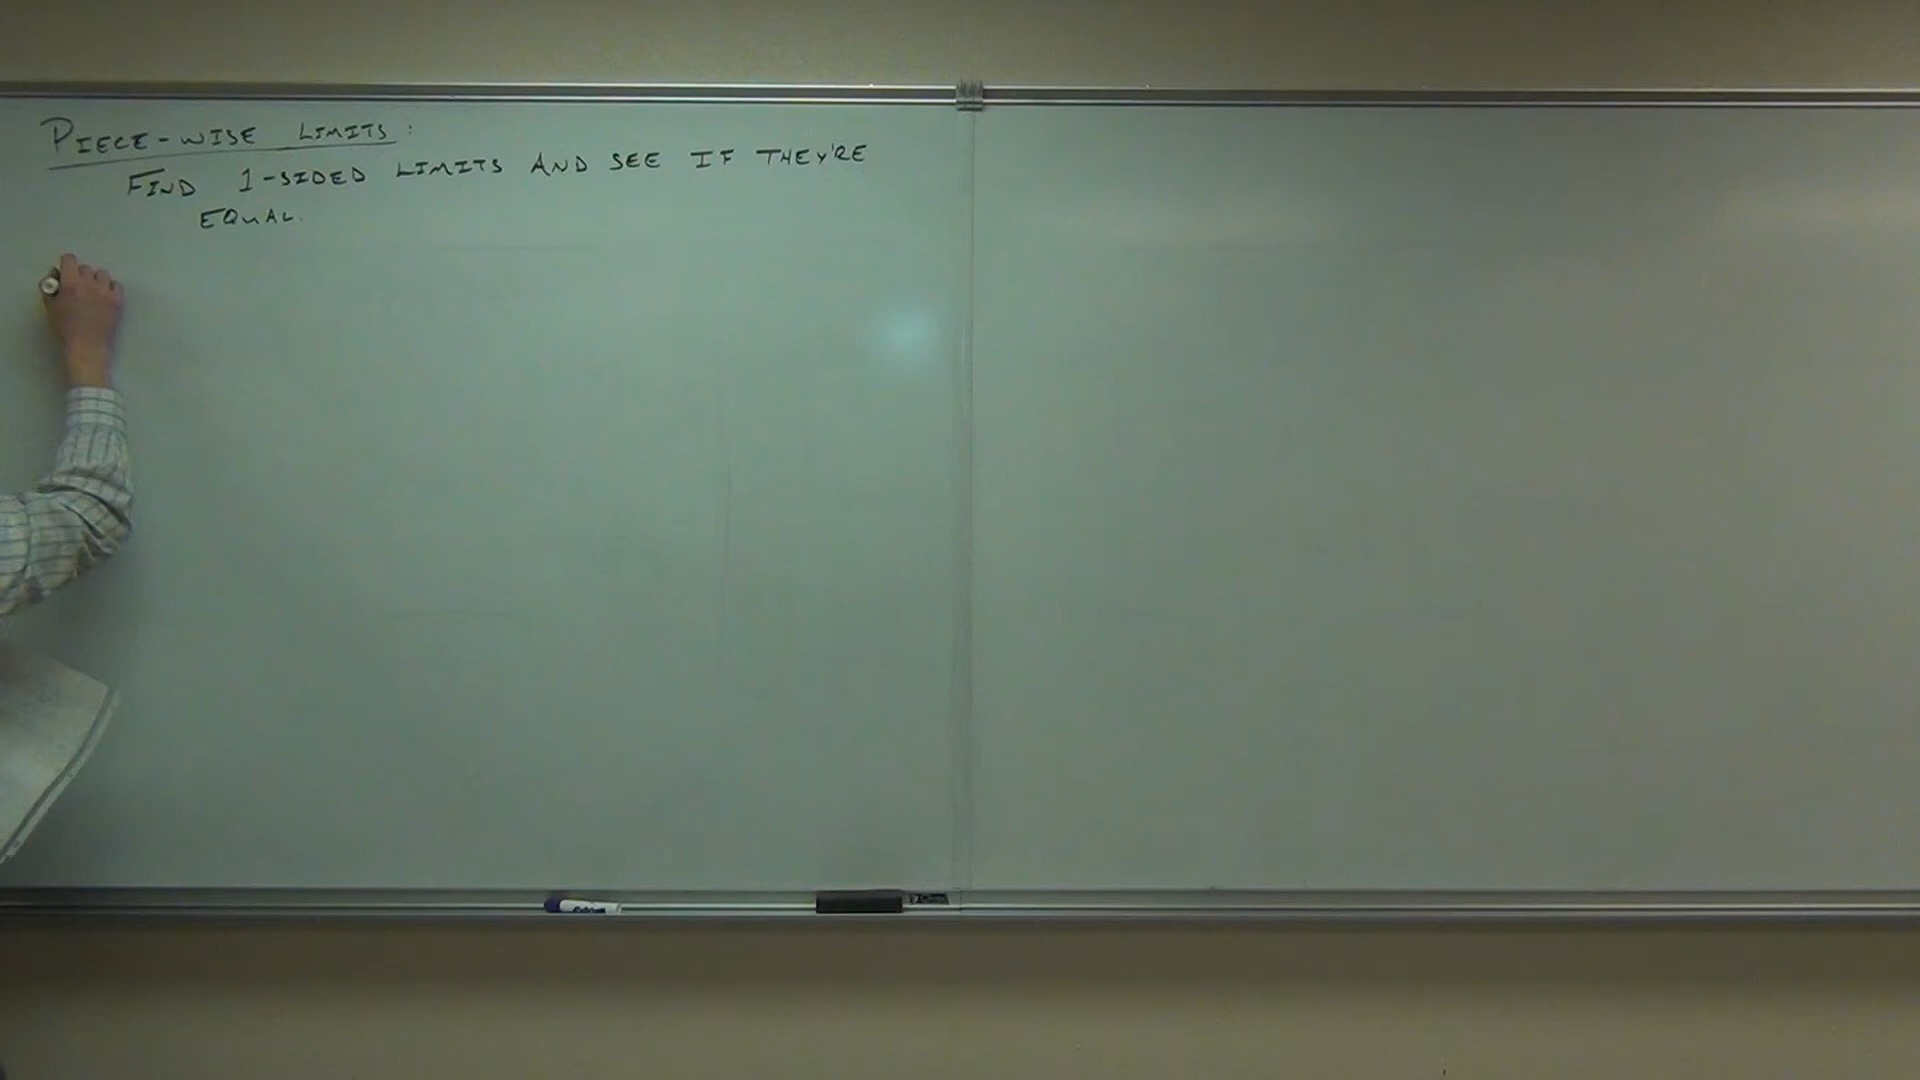 PIECE-WISE LIMITS:
FIND 1-SIDED LIMITS AND SEE IF THEY'RE
EQUAL.